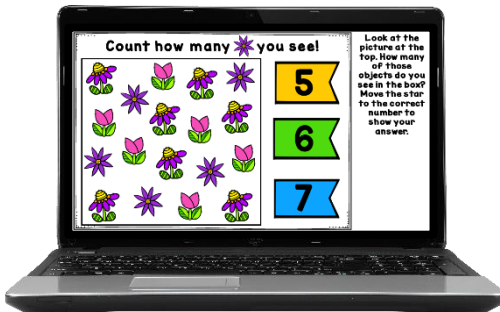 Count how many you see!
5
6
7
Look at the
picture at the
top. How many
of those
objects do you
see in the box?
Move the star
to the correct
number to
show your
answer.